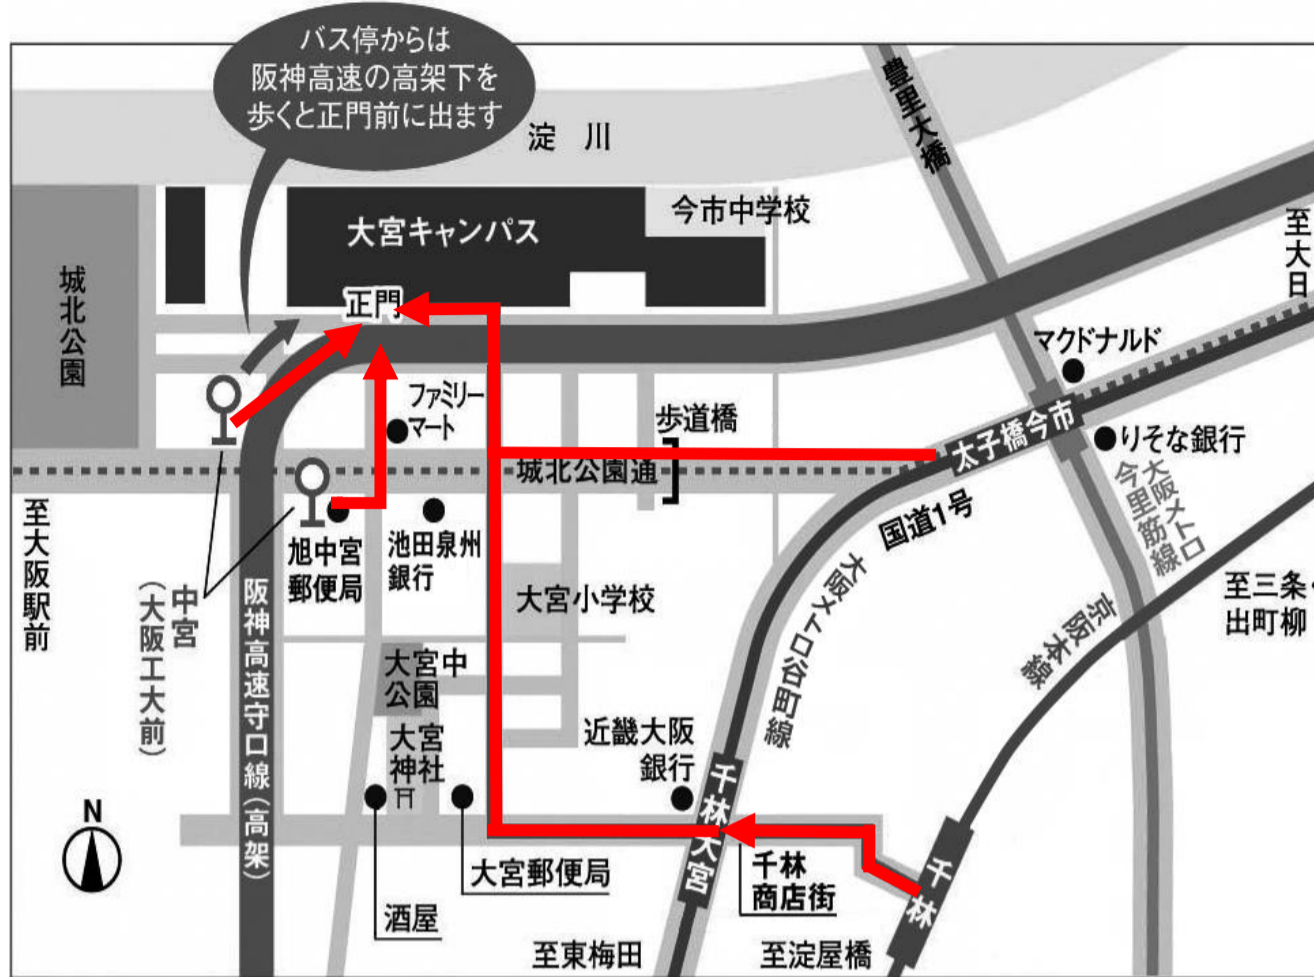 バス停からは
阪神高速の高架下を
歩くと正門前に出ます
淀 川
豊里大橋
今市中学校
大宮キャンパス
至大日
城北公園
正門
マクドナルド
ファミリー
マート
歩道橋
太子橋今市
りそな銀行
城北公園通
大阪メトロ
今里筋線
国道1号
至大阪駅前
旭中宮
郵便局
池田泉州
銀行
中宮
(大阪工大前)
阪神高速守口線(高架)
大宮小学校
大阪メトロ谷町線
京阪本線
至三条・
出町柳
大宮中
公園
大宮
神社
近畿大阪
銀行
千林大宮
N
大宮郵便局
千林
商店街
千林
酒屋
至東梅田
至淀屋橋